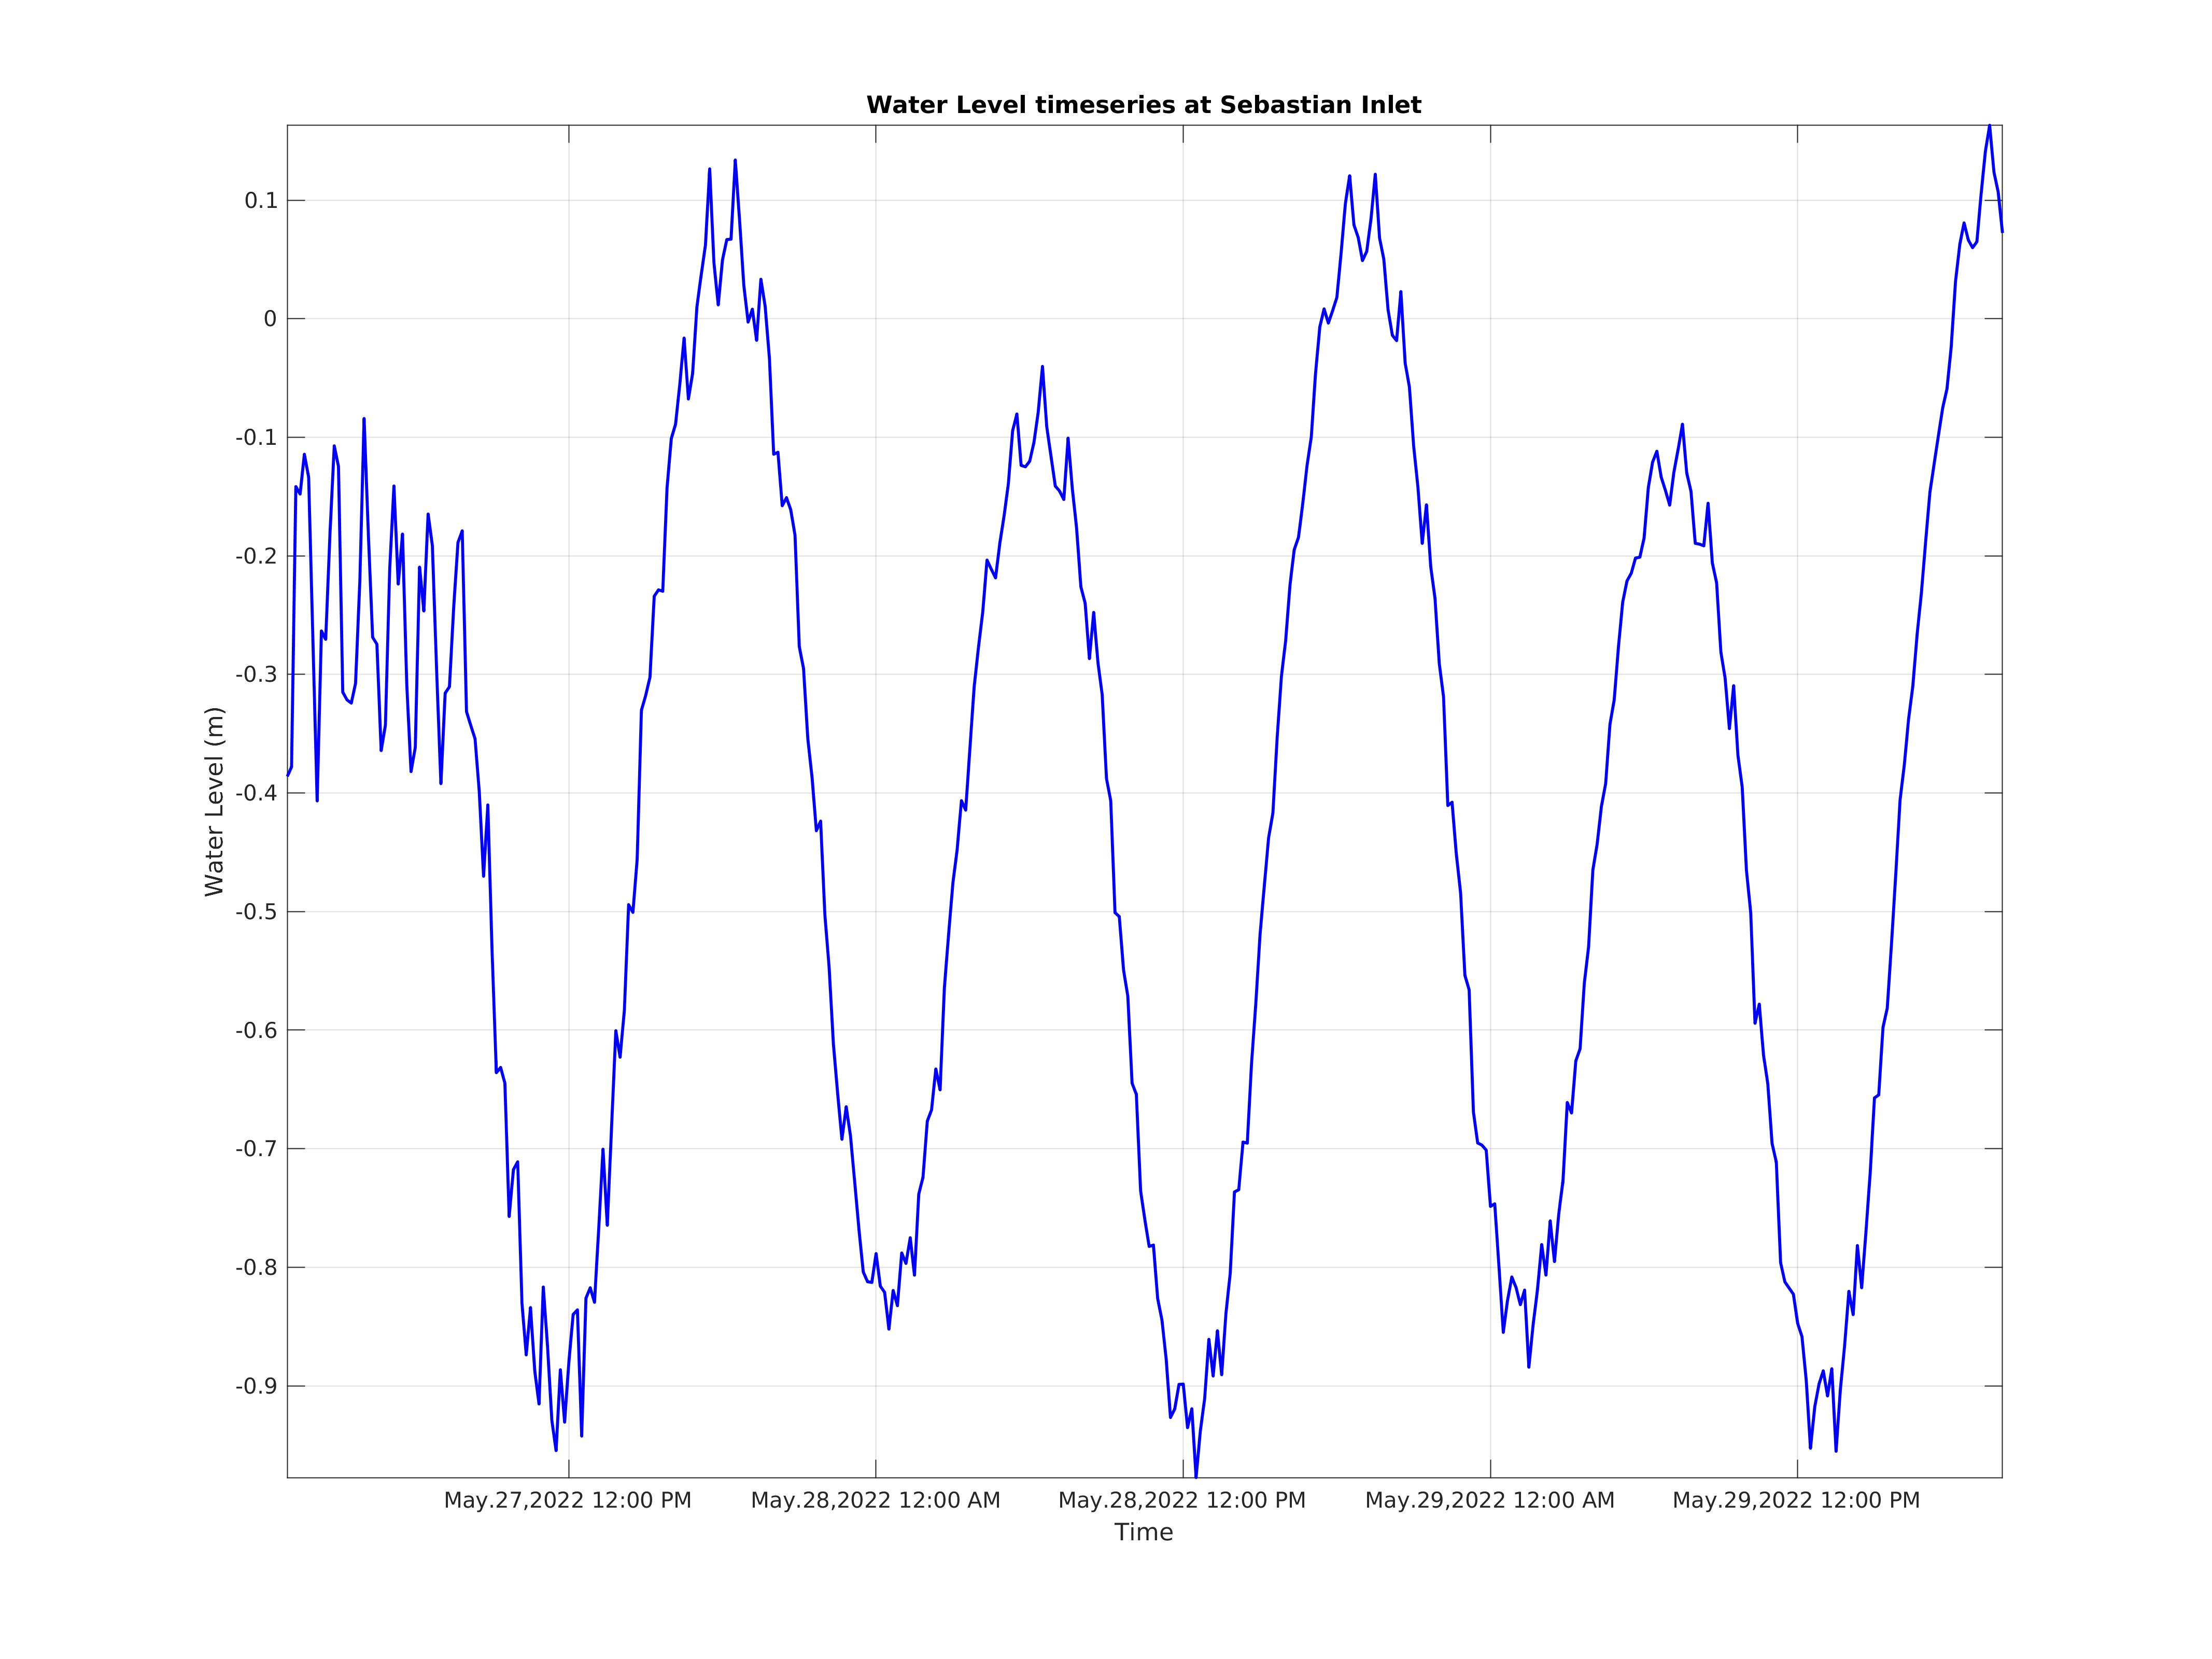 Water Level timeseries at Sebastian Inlet
0.1
0
-0.1
-0.2
-0.3
-0.4
-0.5
-0.6
-0.7
-0.8
-0.9
Water Level (m)
May.27,2022 12:00 PM
May.28,2022 12:00 AM
May.28,2022 12:00 PM
May.29,2022 12:00 AM
May.29,2022 12:00 PM
Time